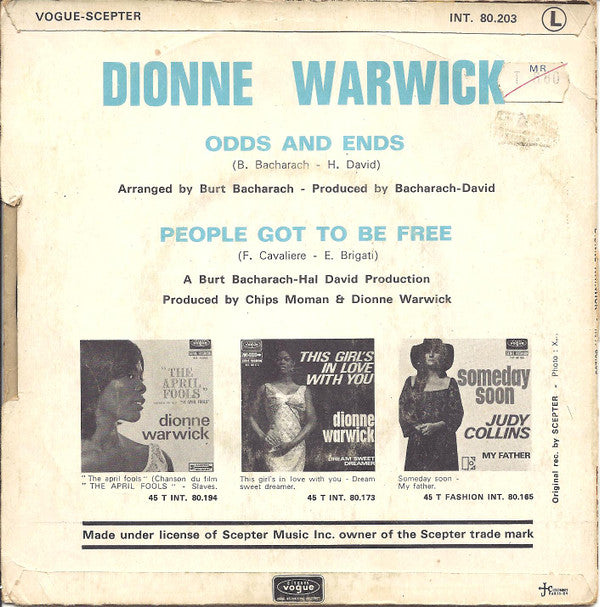 VOGUE-SCEPTER INT. 80.203 L
DIONNE WARWICK
MR
ODDS AND ENDS
(B. Bacharach - H. David)
Arranged by Burt Bacharach - Produced by Bacharach-David
PEOPLE GOT TO BE FREE
(F. Cavaliere - E. Brigati)
A Burt Bacharach-Hal David Production
Produced by Chips Moman & Dionne Warwick
"THE
APRIL
FOOLS"
dionne
warwick
THIS GIRL'S
IN LOVE
WITH YOU
dionne
warwick
DREAM SWEET
DREAMER
someday
soon
JUDY
COLLINS
MY FATHER
"The april fools" (Chanson du film
"THE APRIL FOOLS" - Slaves.
45 T INT. 80.194
This girl's in love with you - Dream
sweet dreamer.
45 T INT. 80.173
Someday soon -
My father.
45 T FASHION INT. 80.165
Original rec. by SCEPTER - Photo : X...
Made under license of Scepter Music Inc. owner of the Scepter trade mark
vogue